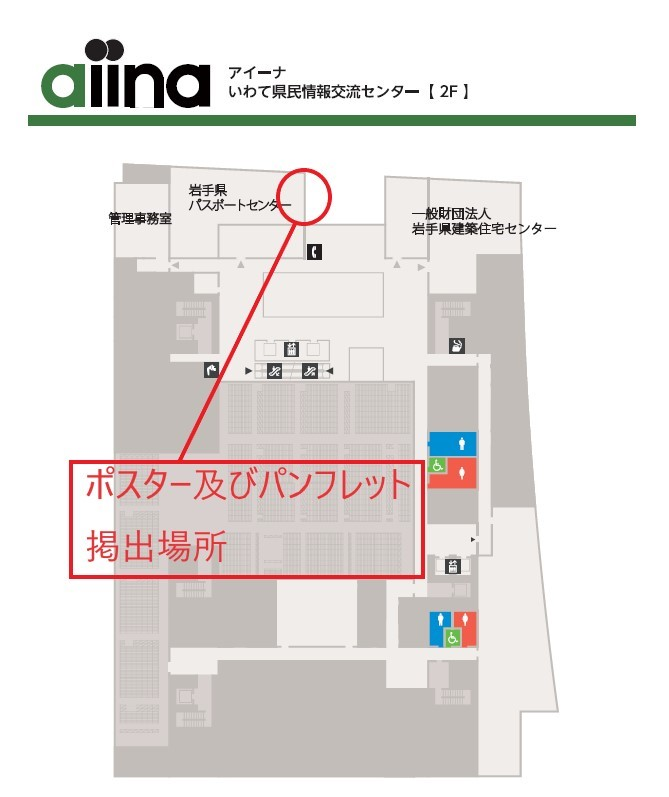 aiina
アイーナ
いわて県民情報交流センター【 2F 】
岩手県
パスポートセンター
管理事務室
一般財団法人
岩手県建築住宅センター
ポスター及びパンフレット
掲出場所